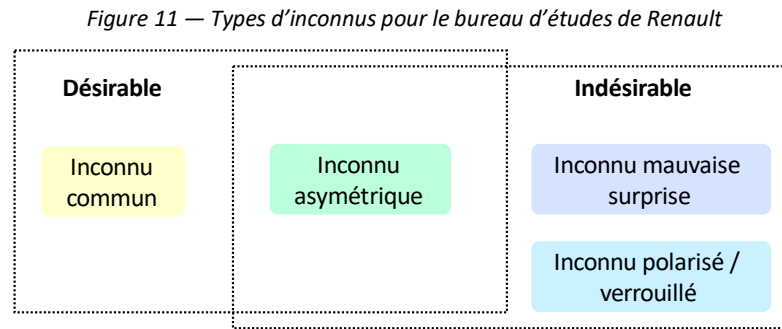 Figure 11 — Types d’inconnus pour le bureau d’études de Renault
Désirable
Indésirable
Inconnu
commun
Inconnu
asymétrique
Inconnu mauvaise
surprise
Inconnu polarisé /
verrouillé